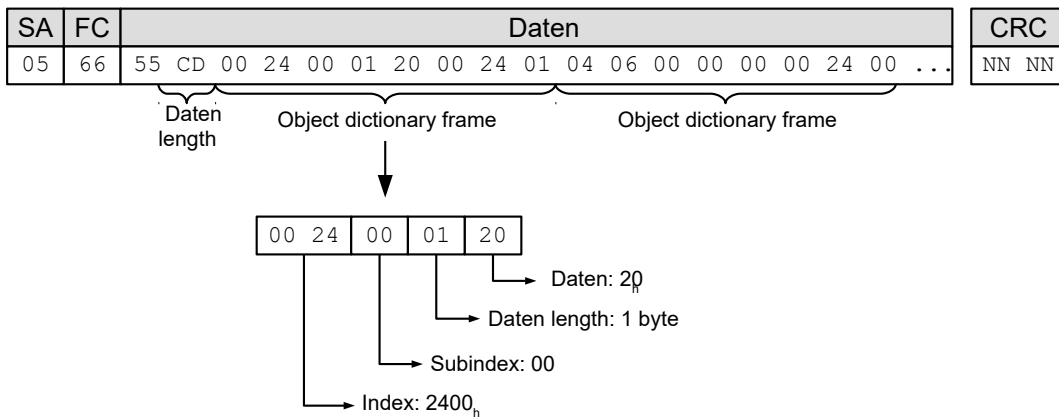 SA FC Daten CRC
05 66 55 CD 00 24 00 01 20 00 24 01 04 06 00 00 00 00 24 00 ... NN NN
Daten length
Object dictionary frame
Object dictionary frame
00 24 00 01 20
Daten: 20h
Daten length: 1 byte
Subindex: 00
Index: 2400h